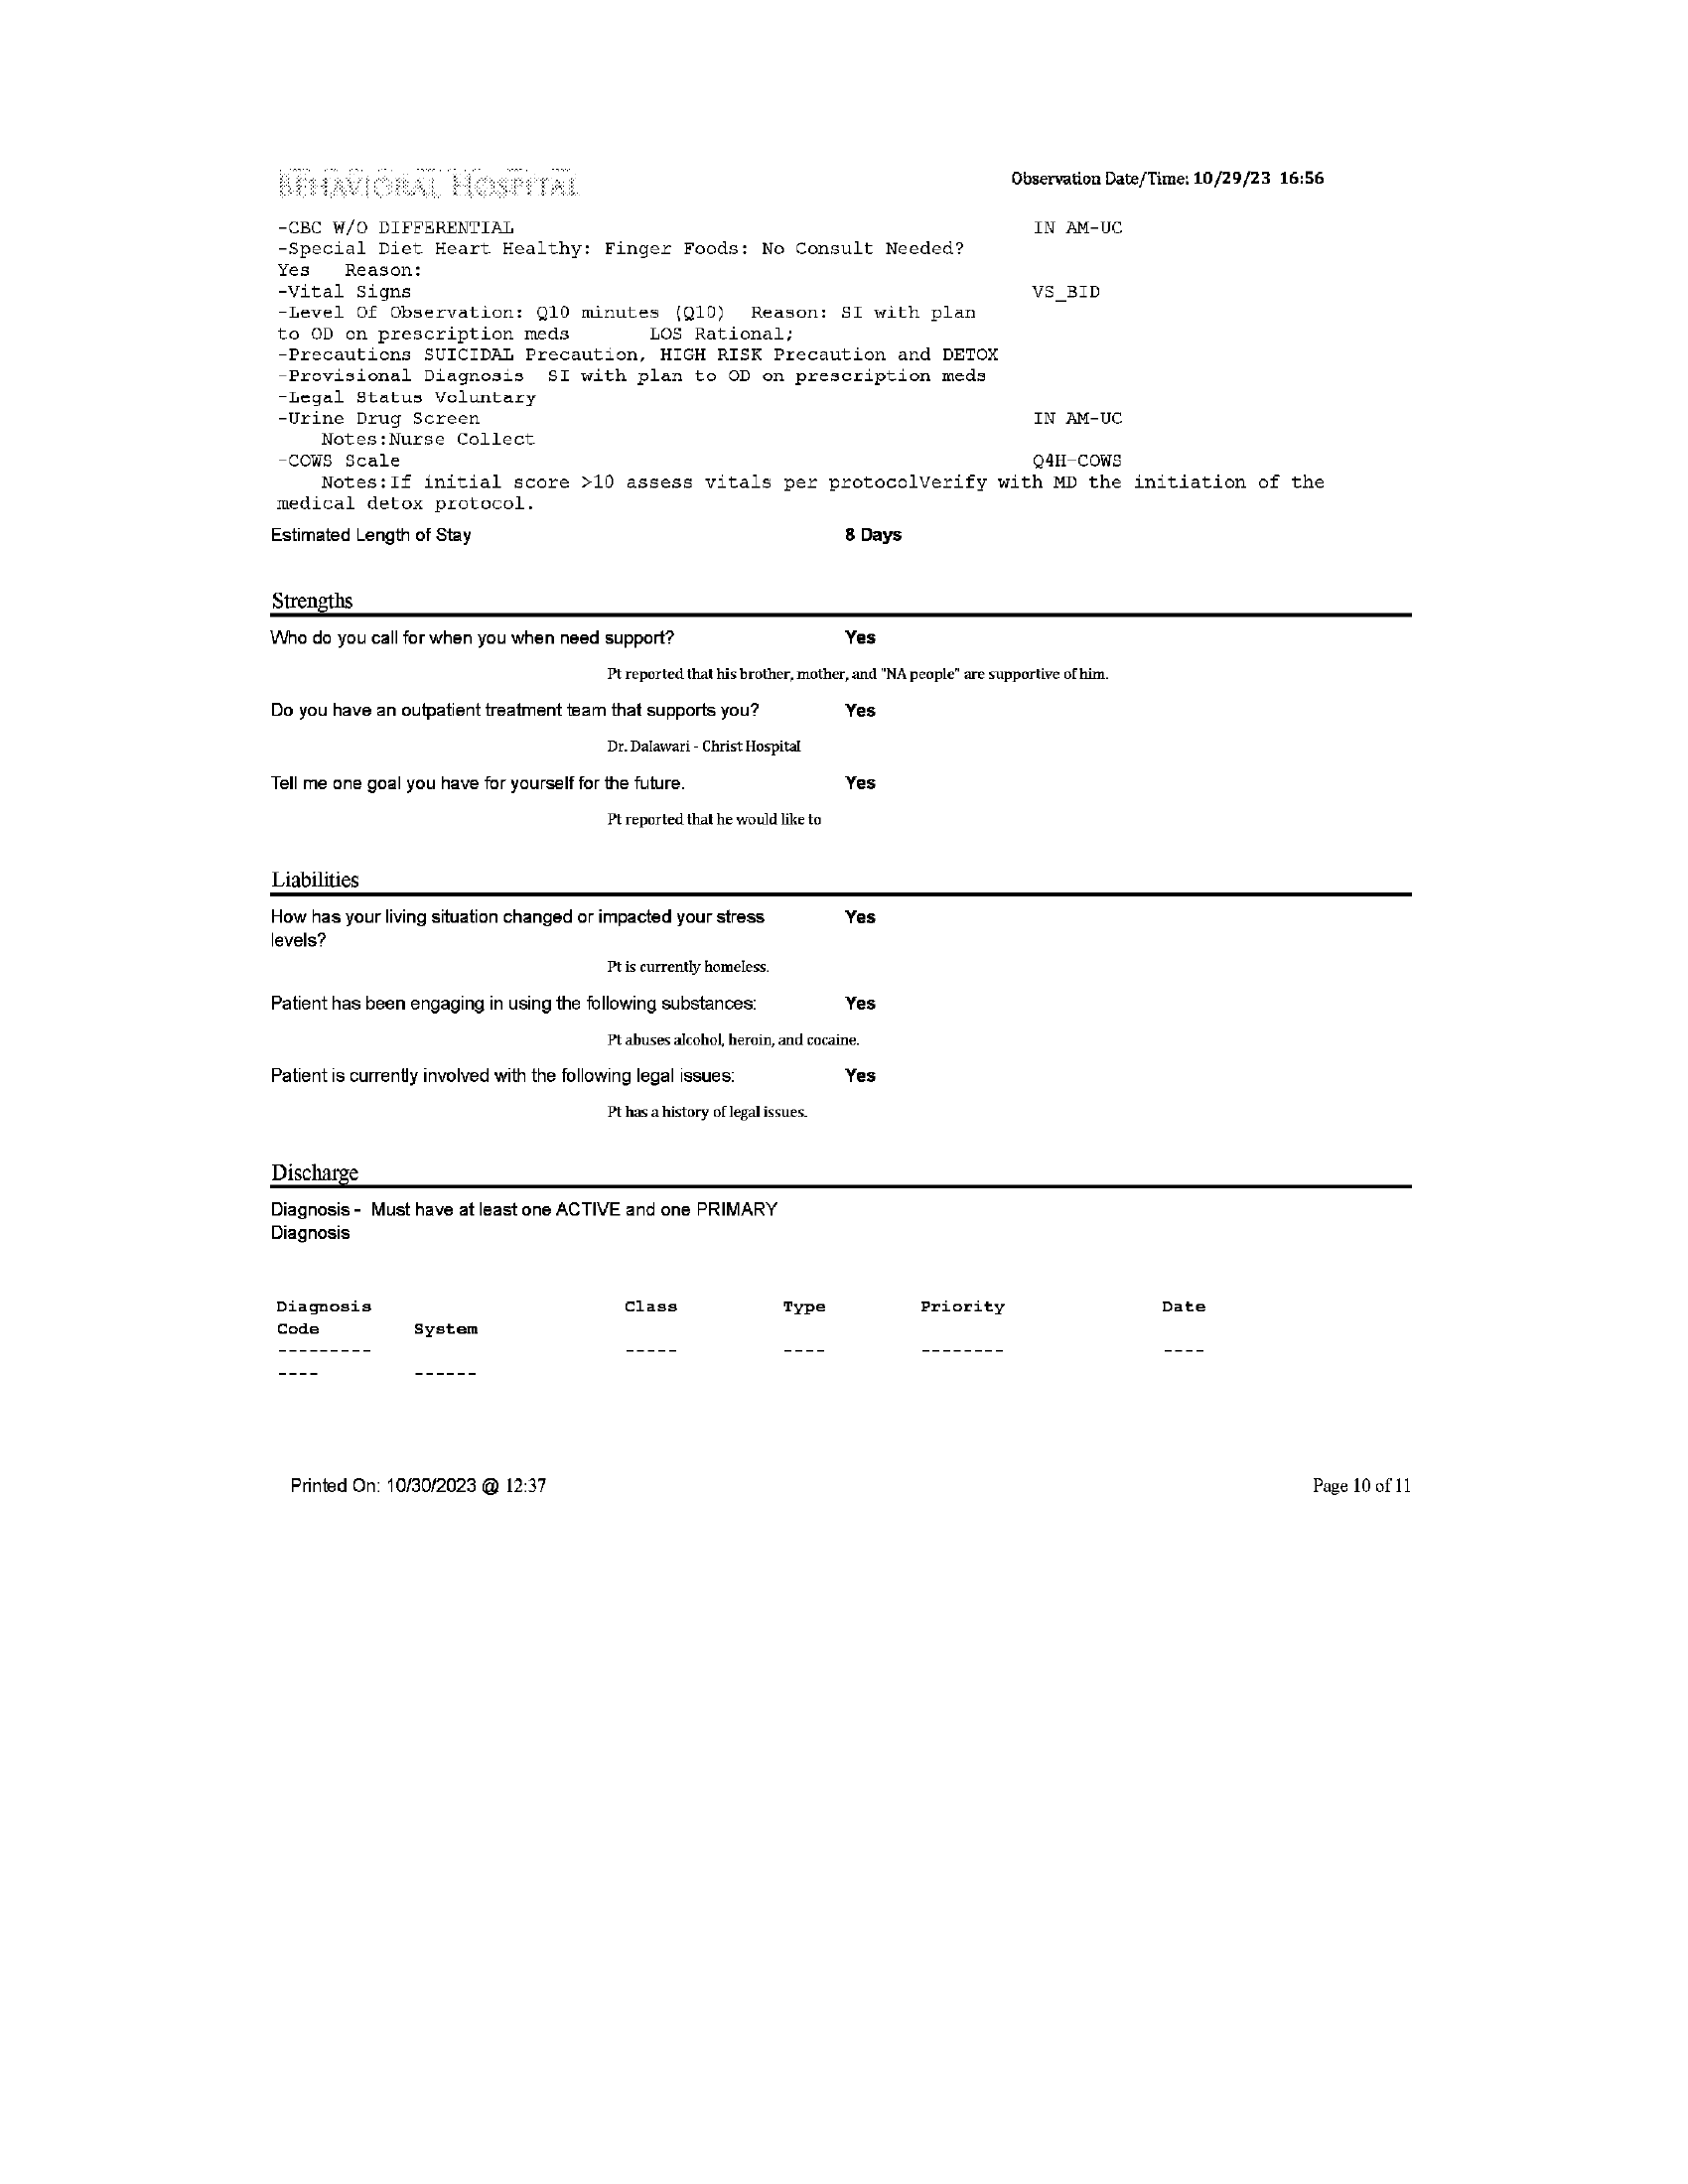 BEHAVIORAL HOSPITAL
Observation Date/Time: 10/29/23 16:56
-CBC W/O DIFFERENTIAL IN AM-UC
-Special Diet Heart Healthy: Finger Foods: No Consult Needed?
Yes Reason:
-Vital Signs VS_BID
-Level Of Observation: Q10 minutes (Q10) Reason: SI with plan
to OD on prescription meds LOS Rational;
-Precautions SUICIDAL Precaution, HIGH RISK Precaution and DETOX
-Provisional Diagnosis SI with plan to OD on prescription meds
-Legal Status Voluntary
-Urine Drug Screen IN AM-UC
Notes:Nurse Collect
-COWS Scale Q4H-COWS
Notes:If initial score >10 assess vitals per protocolVerify with MD the initiation of the
medical detox protocol.
Estimated Length of Stay 8 Days
Strengths
Who do you call for when you when need support? Yes
Pt reported that his brother, mother, and "NA people" are supportive of him.
Do you have an outpatient treatment team that supports you? Yes
Dr. Dalawari - Christ Hospital
Tell me one goal you have for yourself for the future. Yes
Pt reported that he would like to
Liabilities
How has your living situation changed or impacted your stress Yes
levels?
Pt is currently homeless.
Patient has been engaging in using the following substances: Yes
Pt abuses alcohol, heroin, and cocaine.
Patient is currently involved with the following legal issues: Yes
Pt has a history of legal issues.
Discharge
Diagnosis - Must have at least one ACTIVE and one PRIMARY
Diagnosis
Diagnosis Class Type Priority Date
Code System
--------- ----- ---- -------- ----
---- ------
Printed On: 10/30/2023 @ 12:37 Page 10 of 11